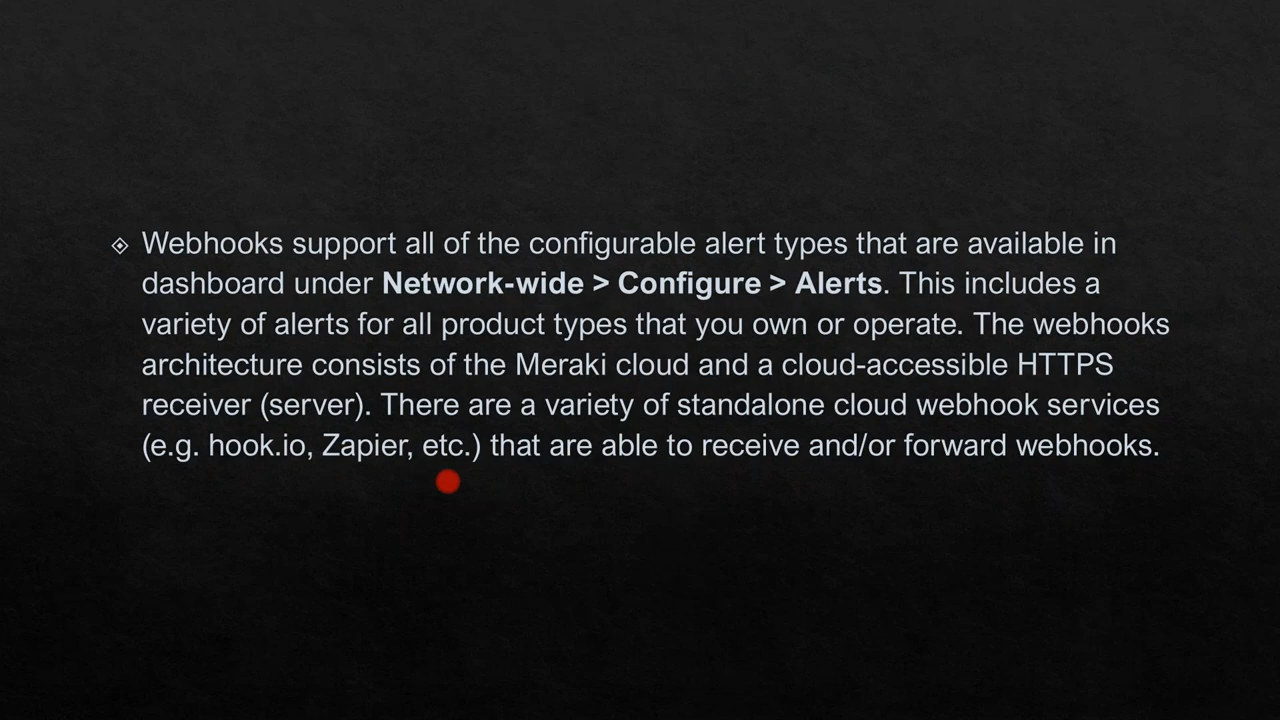 Webhooks support all of the configurable alert types that are available in
dashboard under Network-wide > Configure > Alerts. This includes a
variety of alerts for all product types that you own or operate. The webhooks
architecture consists of the Meraki cloud and a cloud-accessible HTTPS
receiver (server). There are a variety of standalone cloud webhook services
(e.g. hook.io, Zapier, etc.) that are able to receive and/or forward webhooks.